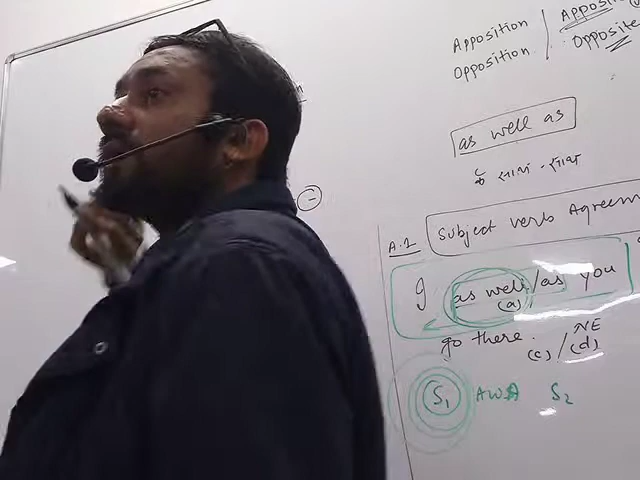 Apposition / Apposit
Opposition Opposite
as well as
के साथ-साथ
A.1 Subject verb Agreem
I as well / as you
(a)
go there. (c) / (d) NE
S1 AWA S2